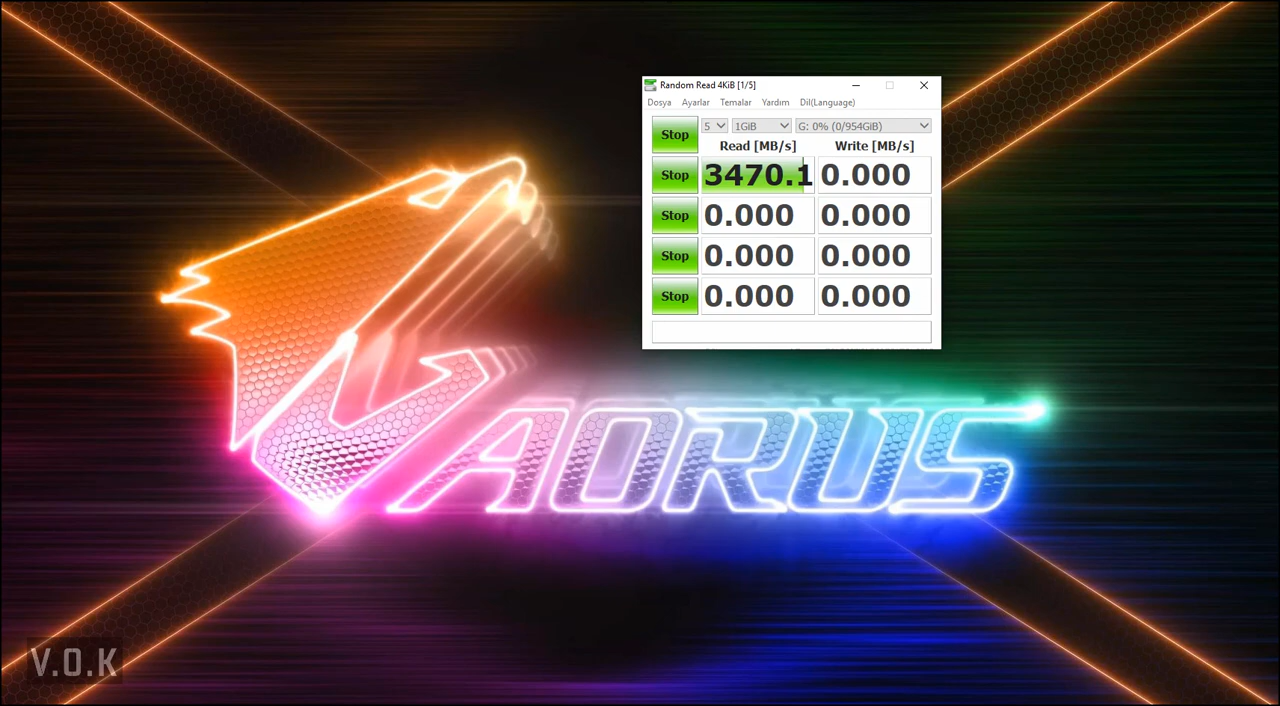 Random Read 4KiB [1/5]
Dosya Ayarlar Temalar Yardım Dil(Language)
Stop 5 1GiB G: 0% (0/954GiB)
Read [MB/s] Write [MB/s]
Stop 3470.1 0.000
Stop 0.000 0.000
Stop 0.000 0.000
Stop 0.000 0.000
AORUS
V.O.K